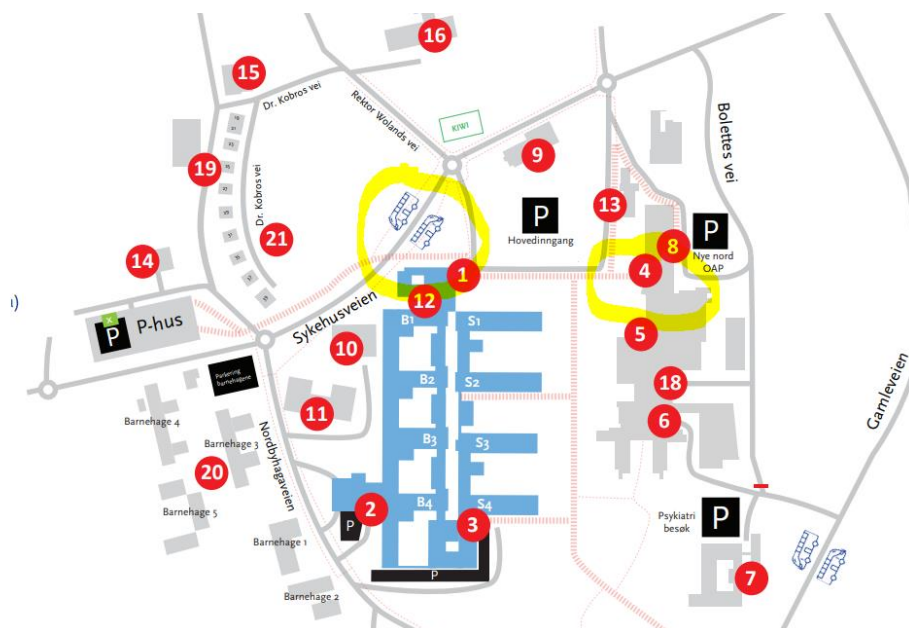 16
15
Dr. Kobros vei
Rektor Wolands vei
KIWI
9
Bolettes vei
19
Dr. Kobros vei
21
13
P
Hovedinngang
8
P
Nye nord
OAP
14
1
4
12
a)
X
P P-hus
Sykehusveien
B1
S1
5
10
Parkering
barnehagene
B2
S2
18
11
Gamleveien
Barnehage 4
Barnehage 3
B3
S3
6
20
Nordbyhagaveien
Barnehage 5
B4
S4
2
P
3
Psykiatri
besøk
P
Barnehage 1
P
7
Barnehage 2